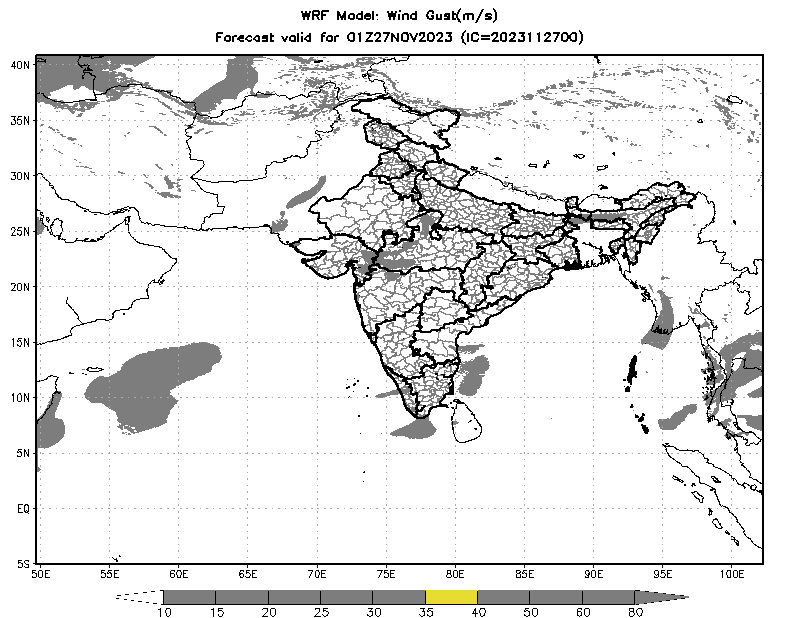 WRF Model: Wind Gust(m/s)
Forecast valid for 01Z27NOV2023 (IC=2023112700)
40N
35N
30N
25N
20N
15N
10N
5N
EQ
5S
50E 55E 60E 65E 70E 75E 80E 85E 90E 95E 100E
10 15 20 25 30 35 40 50 60 80